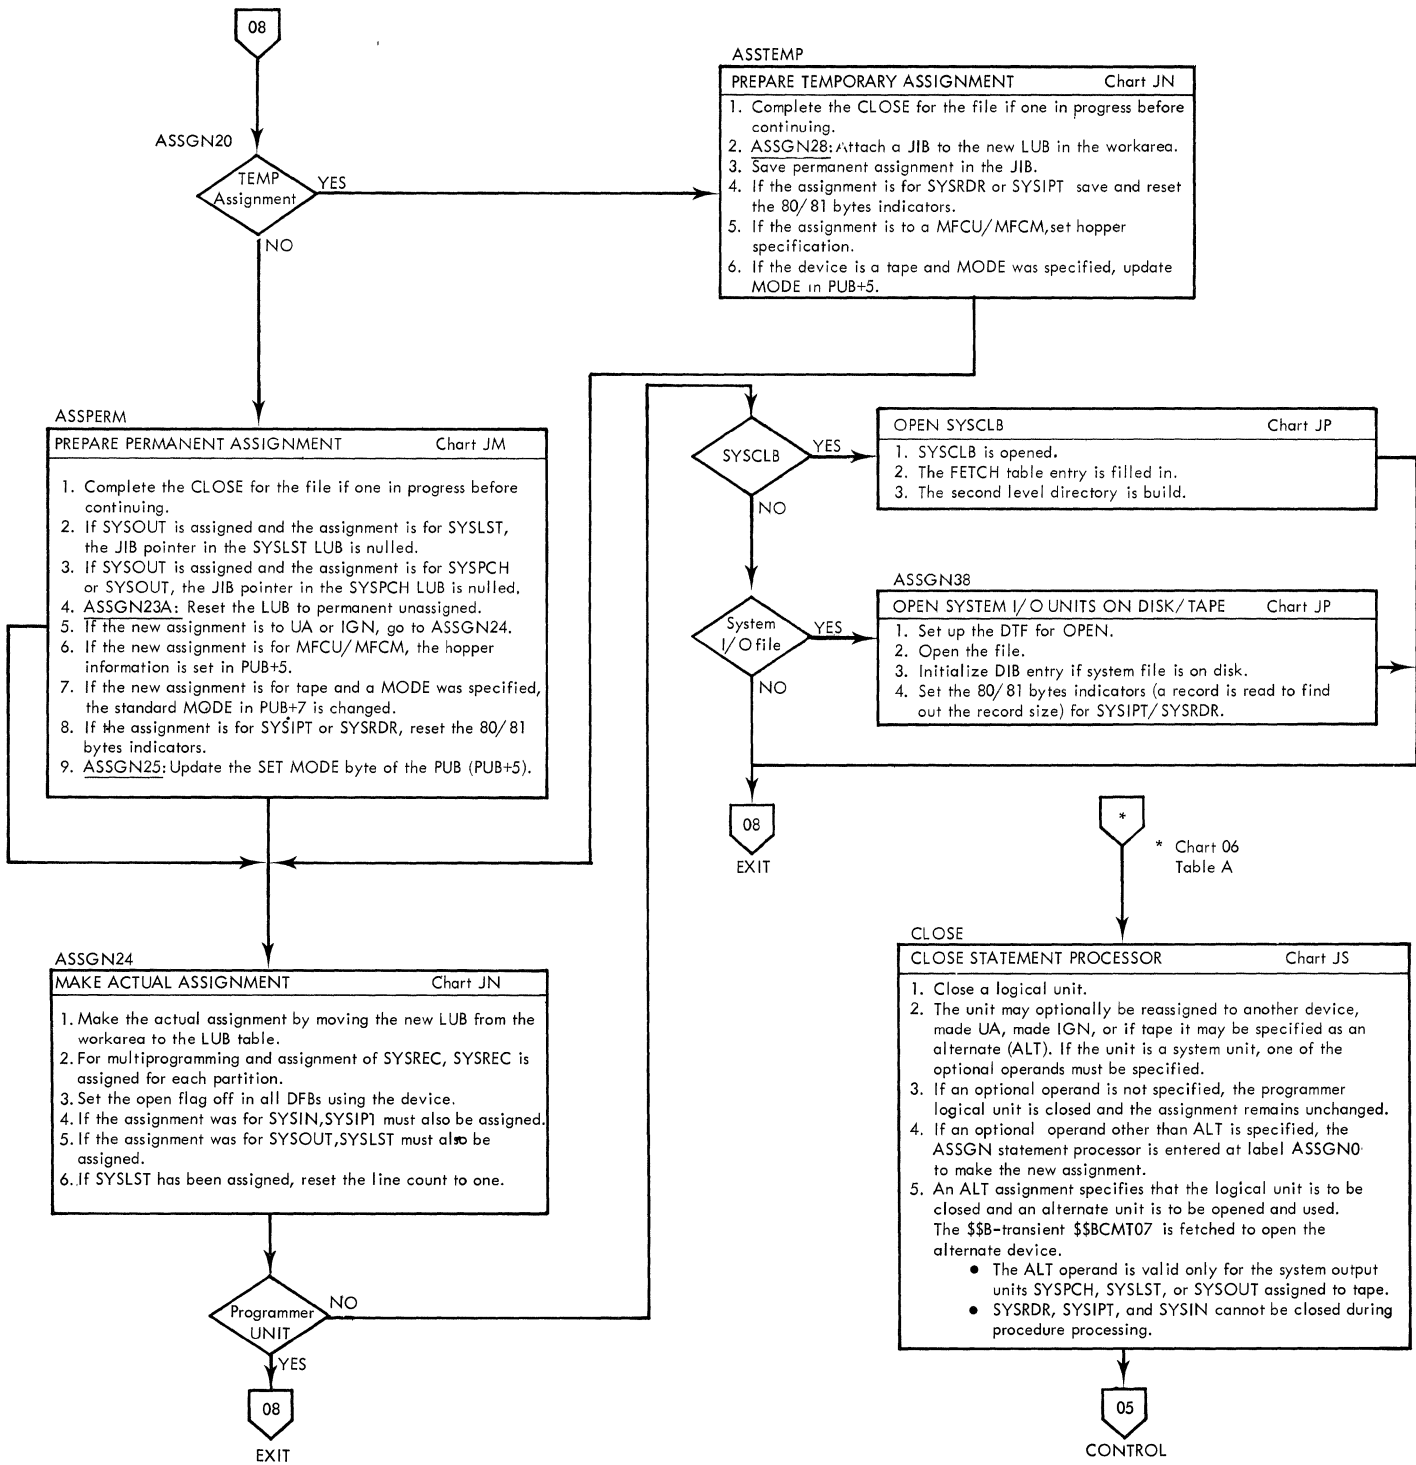 08
ASSGN20
TEMP
Assignment
YES
NO
ASSTEMP
PREPARE TEMPORARY ASSIGNMENT Chart JN
1. Complete the CLOSE for the file if one in progress before
continuing.
2. ASSGN28: Attach a JIB to the new LUB in the workarea.
3. Save permanent assignment in the JIB.
4. If the assignment is for SYSRDR or SYSIPT save and reset
the 80/81 bytes indicators.
5. If the assignment is to a MFCU/MFCM, set hopper
specification.
6. If the device is a tape and MODE was specified, update
MODE in PUB+5.
ASSPERM
PREPARE PERMANENT ASSIGNMENT Chart JM
1. Complete the CLOSE for the file if one in progress before
continuing.
2. If SYSOUT is assigned and the assignment is for SYSLST,
the JIB pointer in the SYSLST LUB is nulled.
3. If SYSOUT is assigned and the assignment is for SYSPCH
or SYSOUT, the JIB pointer in the SYSPCH LUB is nulled.
4. ASSGN23A: Reset the LUB to permanent unassigned.
5. If the new assignment is to UA or IGN, go to ASSGN24.
6. If the new assignment is for MFCU/MFCM, the hopper
information is set in PUB+5.
7. If the new assignment is for tape and a MODE was specified,
the standard MODE in PUB+7 is changed.
8. If the assignment is for SYSIPT or SYSRDR, reset the 80/81
bytes indicators.
9. ASSGN25: Update the SET MODE byte of the PUB (PUB+5).
ASSGN24
MAKE ACTUAL ASSIGNMENT Chart JN
1. Make the actual assignment by moving the new LUB from the
workarea to the LUB table.
2. For multiprogramming and assignment of SYSREC, SYSREC is
assigned for each partition.
3. Set the open flag off in all DFBs using the device.
4. If the assignment was for SYSIN, SYSIPT must also be assigned.
5. If the assignment was for SYSOUT, SYSLST must also be
assigned.
6. If SYSLST has been assigned, reset the line count to one.
Programmer
UNIT
NO
YES
08
EXIT
SYSCLB
YES
NO
OPEN SYSCLB Chart JP
1. SYSCLB is opened.
2. The FETCH table entry is filled in.
3. The second level directory is build.
System
I/O file
YES
NO
ASSGN38
OPEN SYSTEM I/O UNITS ON DISK/TAPE Chart JP
1. Set up the DTF for OPEN.
2. Open the file.
3. Initialize DIB entry if system file is on disk.
4. Set the 80/81 bytes indicators (a record is read to find
out the record size) for SYSIPT/SYSRDR.
08
EXIT
*
* Chart 06
Table A
CLOSE
CLOSE STATEMENT PROCESSOR Chart JS
1. Close a logical unit.
2. The unit may optionally be reassigned to another device,
made UA, made IGN, or if tape it may be specified as an
alternate (ALT). If the unit is a system unit, one of the
optional operands must be specified.
3. If an optional operand is not specified, the programmer
logical unit is closed and the assignment remains unchanged.
4. If an optional operand other than ALT is specified, the
ASSGN statement processor is entered at label ASSGN0
to make the new assignment.
5. An ALT assignment specifies that the logical unit is to be
closed and an alternate unit is to be opened and used.
The $$B-transient $$BCMT07 is fetched to open the
alternate device.
● The ALT operand is valid only for the system output
units SYSPCH, SYSLST, or SYSOUT assigned to tape.
● SYSRDR, SYSIPT, and SYSIN cannot be closed during
procedure processing.
05
CONTROL